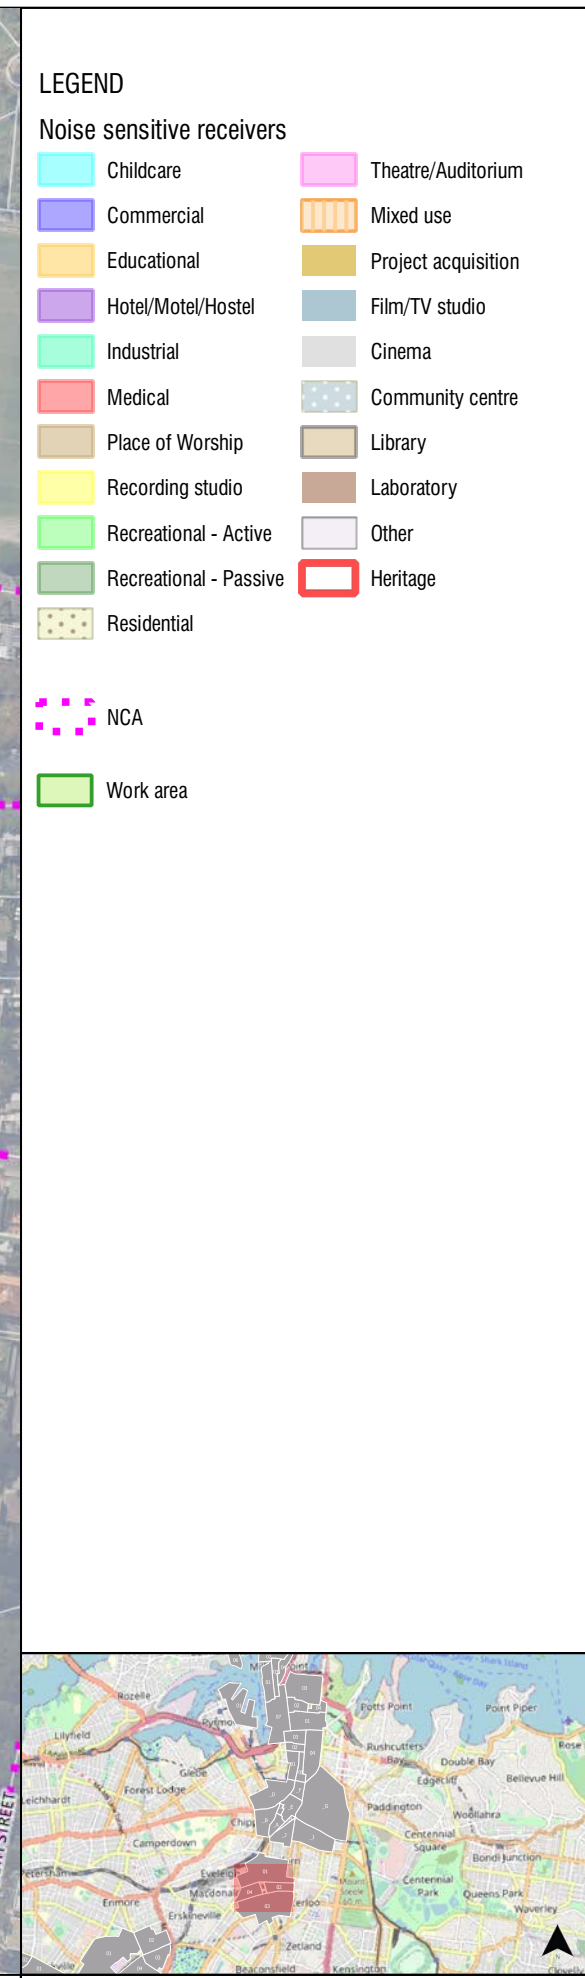 LEGEND
Noise sensitive receivers
Childcare
Commercial
Educational
Hotel/Motel/Hostel
Industrial
Medical
Place of Worship
Recording studio
Recreational - Active
Recreational - Passive
Residential
Theatre/Auditorium
Mixed use
Project acquisition
Film/TV studio
Cinema
Community centre
Library
Laboratory
Other
Heritage
NCA
Work area
STREET
Rozelle
Potts Point
Point Piper
Lilyfield
Rushcutters
Bay
Rose
Double Bay
Glebe
Edgecliff
Bellevue Hill
Forest Lodge
Leichhardt
Paddington
Woollahra
Camperdown
Centennial
Square
Bondi Junction
Petersham
Centennial
Park
Queens Park
Enmore
Erskineville
Waverley
Zetland
Beaconsfield
Kensington